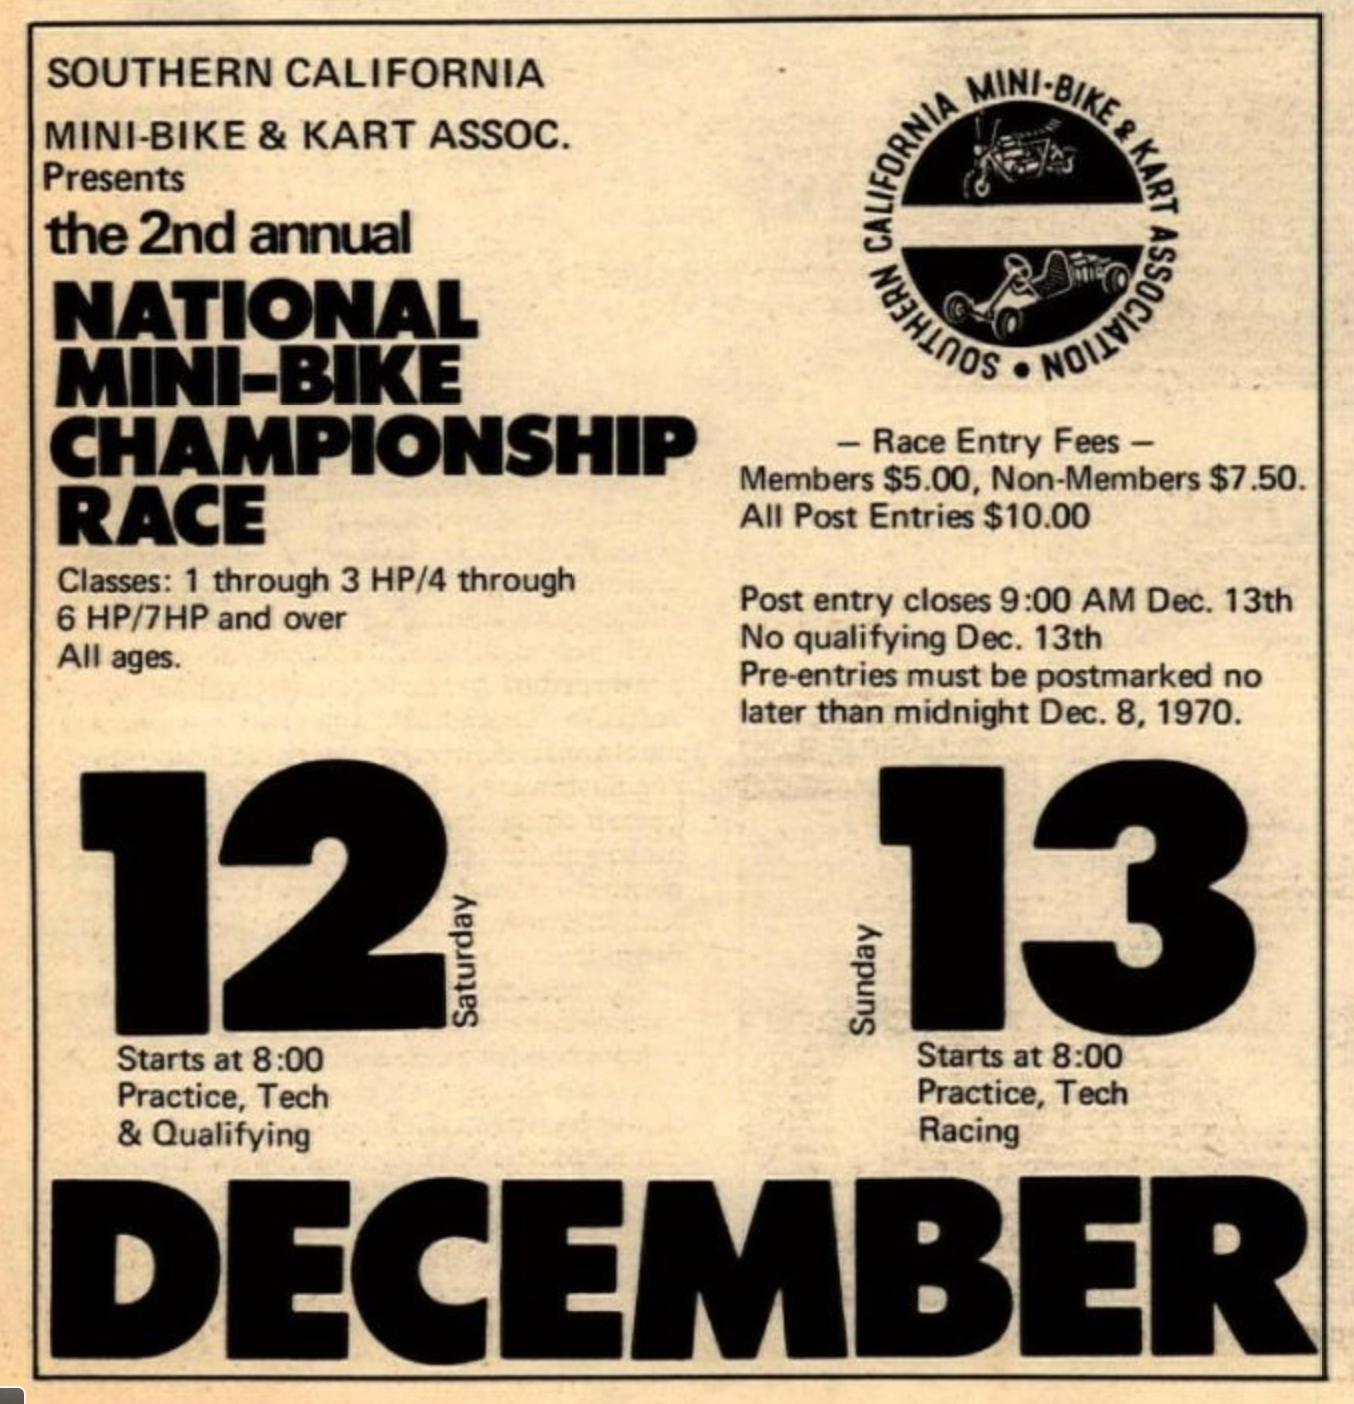 SOUTHERN CALIFORNIA
MINI-BIKE & KART ASSOC.
Presents
the 2nd annual
NATIONAL
MINI-BIKE
CHAMPIONSHIP
RACE
Classes: 1 through 3 HP/4 through
6 HP/7HP and over
All ages.
SOUTHERN CALIFORNIA MINI-BIKE & KART ASSOCIATION •
— Race Entry Fees —
Members $5.00, Non-Members $7.50.
All Post Entries $10.00
Post entry closes 9:00 AM Dec. 13th
No qualifying Dec. 13th
Pre-entries must be postmarked no
later than midnight Dec. 8, 1970.
12
Saturday
Starts at 8:00
Practice, Tech
& Qualifying
Sunday
13
Starts at 8:00
Practice, Tech
Racing
DECEMBER